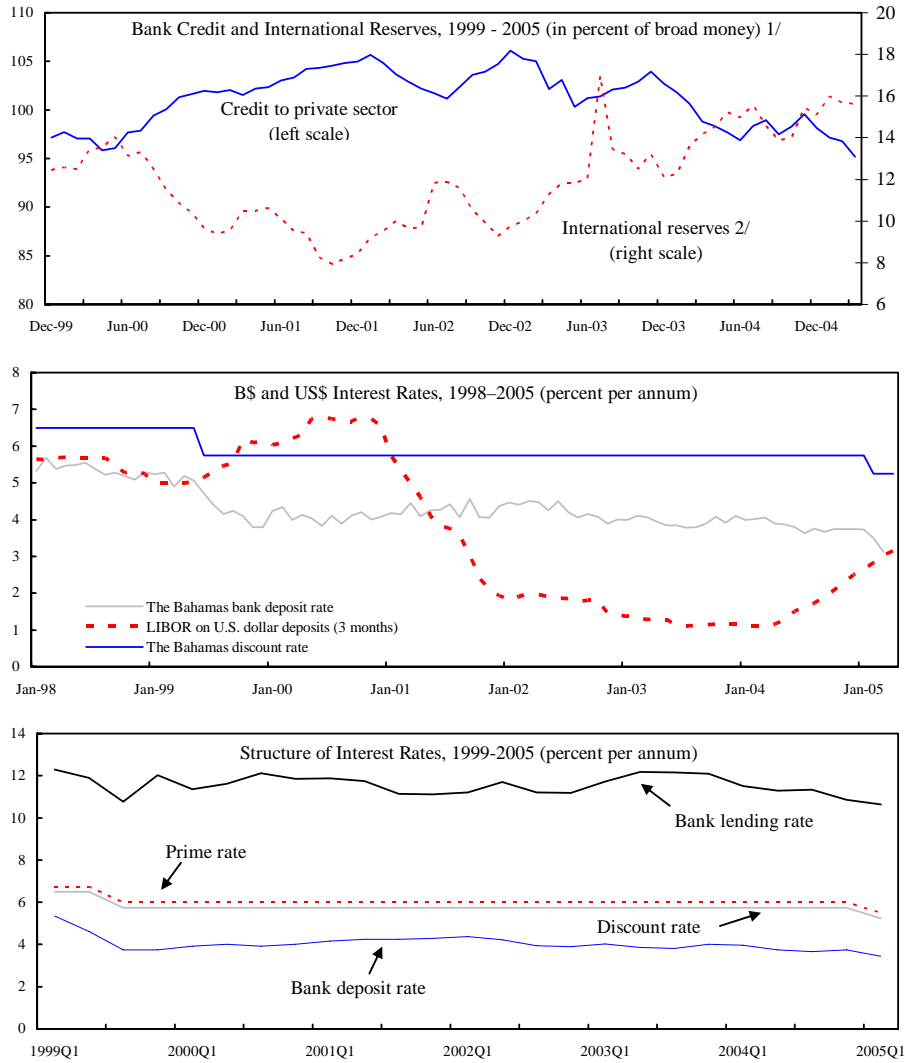 Bank Credit and International Reserves, 1999 - 2005 (in percent of broad money) 1/
110
105
100
95
90
85
80
20
18
16
14
12
10
8
6
Credit to private sector
(left scale)
International reserves 2/
(right scale)
Dec-99 Jun-00 Dec-00 Jun-01 Dec-01 Jun-02 Dec-02 Jun-03 Dec-03 Jun-04 Dec-04
B$ and US$ Interest Rates, 1998–2005 (percent per annum)
8
7
6
5
4
3
2
1
0
The Bahamas bank deposit rate
LIBOR on U.S. dollar deposits (3 months)
The Bahamas discount rate
Jan-98 Jan-99 Jan-00 Jan-01 Jan-02 Jan-03 Jan-04 Jan-05
Structure of Interest Rates, 1999-2005 (percent per annum)
14
12
10
8
6
4
2
0
Bank lending rate
Prime rate
Discount rate
Bank deposit rate
1999Q1 2000Q1 2001Q1 2002Q1 2003Q1 2004Q1 2005Q1